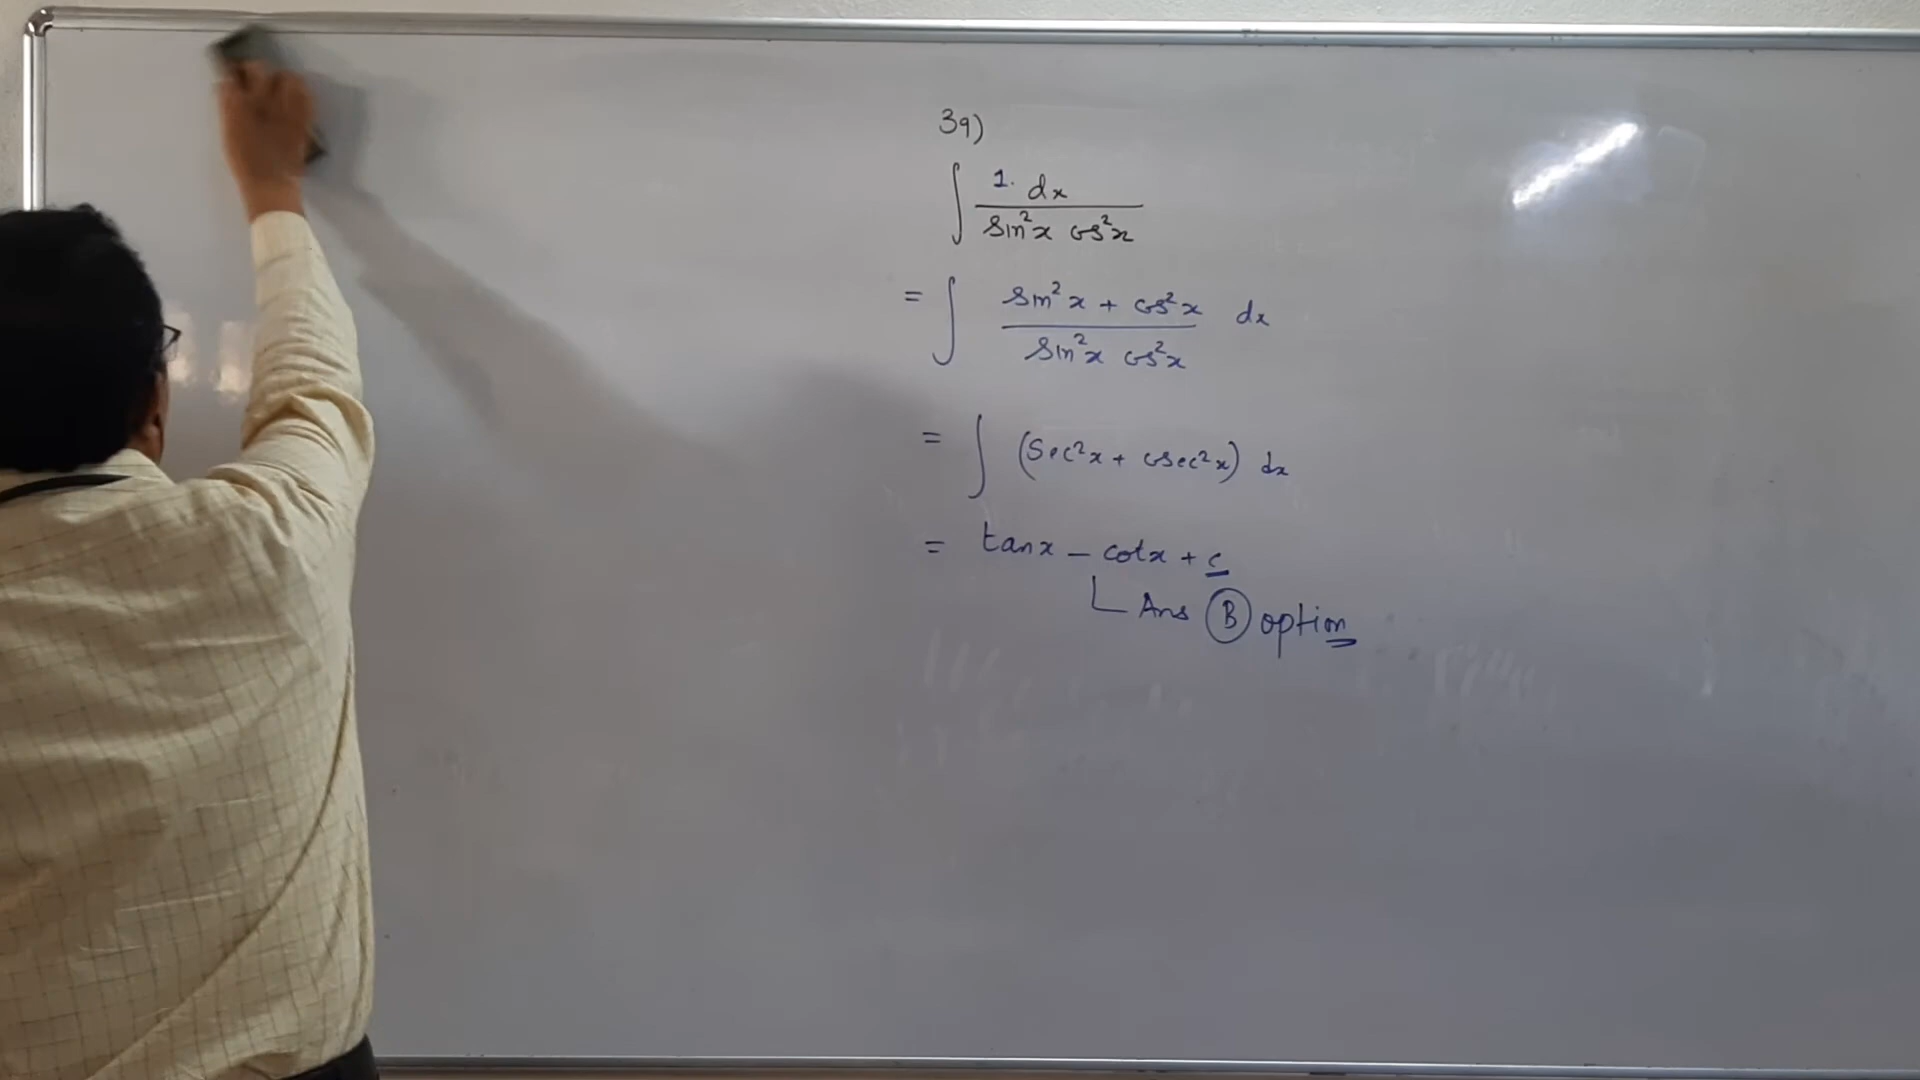 39)
∫ 1. dx / sin²x cos²x
= ∫ sin²x + cos²x / sin²x cos²x dx
= ∫ (Sec²x + cosec²x) dx
= tanx – cotx + c
Ans B option